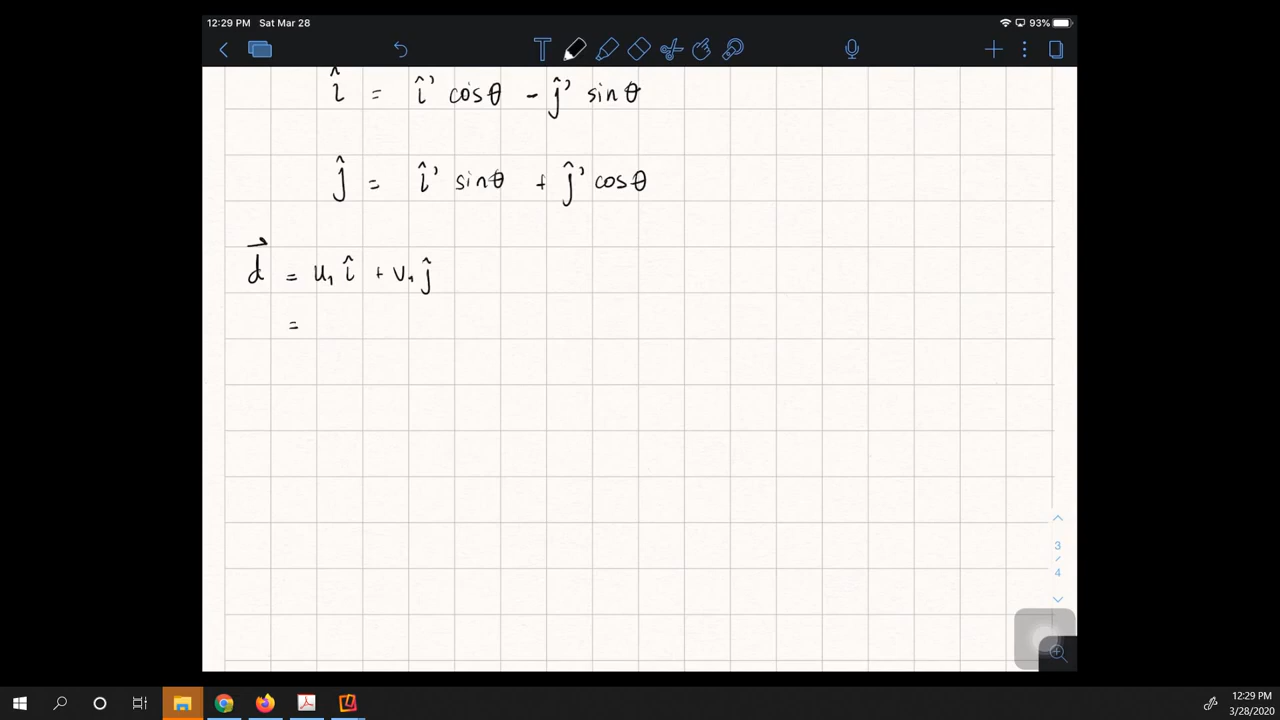 12:29 PM Sat Mar 28
93%
î = î' cosθ - ĵ' sinθ
ĵ = î' sinθ + ĵ' cosθ
d⃗ = u₁ î + v₁ ĵ
=
3
/
4
12:29 PM
3/28/2020